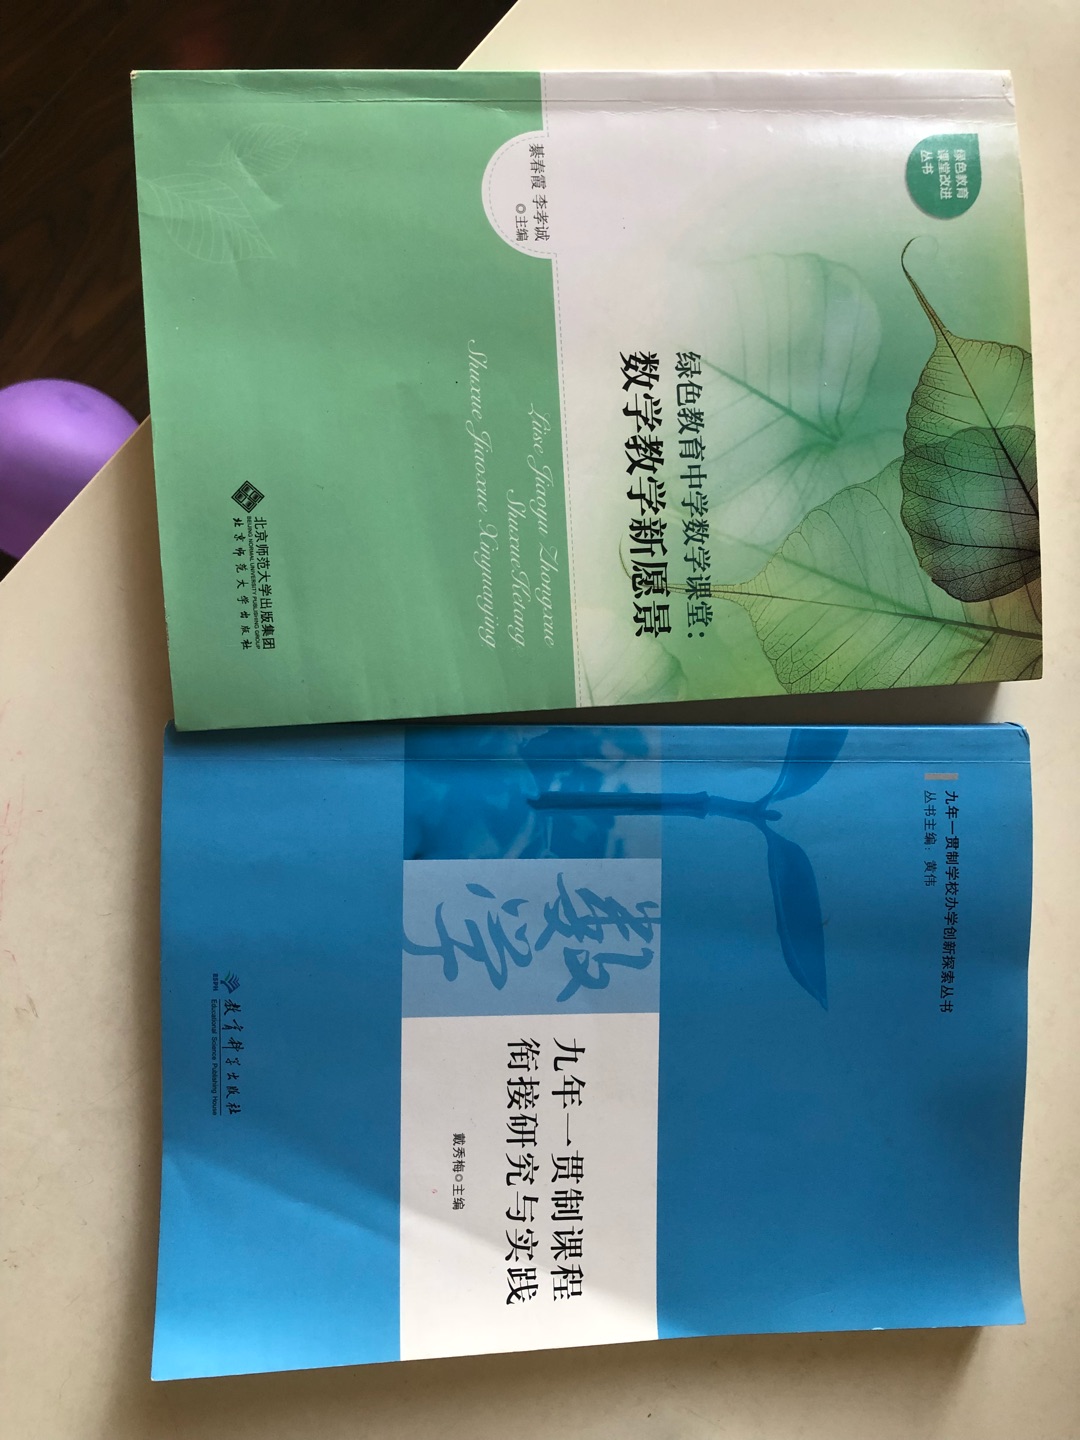 绿色教育
课堂改进
丛书
绿色教育中学数学课堂：
数学教学新愿景
綦春霞 李孝诚
◎主编
Lüse Jiaoyu Zhongxue
Shuxue Ketang
Shuxue Jiaoxue Xinyuanjing
北京师范大学出版集团
BEIJING NORMAL UNIVERSITY PUBLISHING GROUP
北京师范大学出版社
九年一贯制学校办学创新探索丛书
丛书主编：黄伟
数学
九年一贯制课程
衔接研究与实践
戴秀梅◎主编
教育科学出版社
ESPH
Educational Science Publishing House